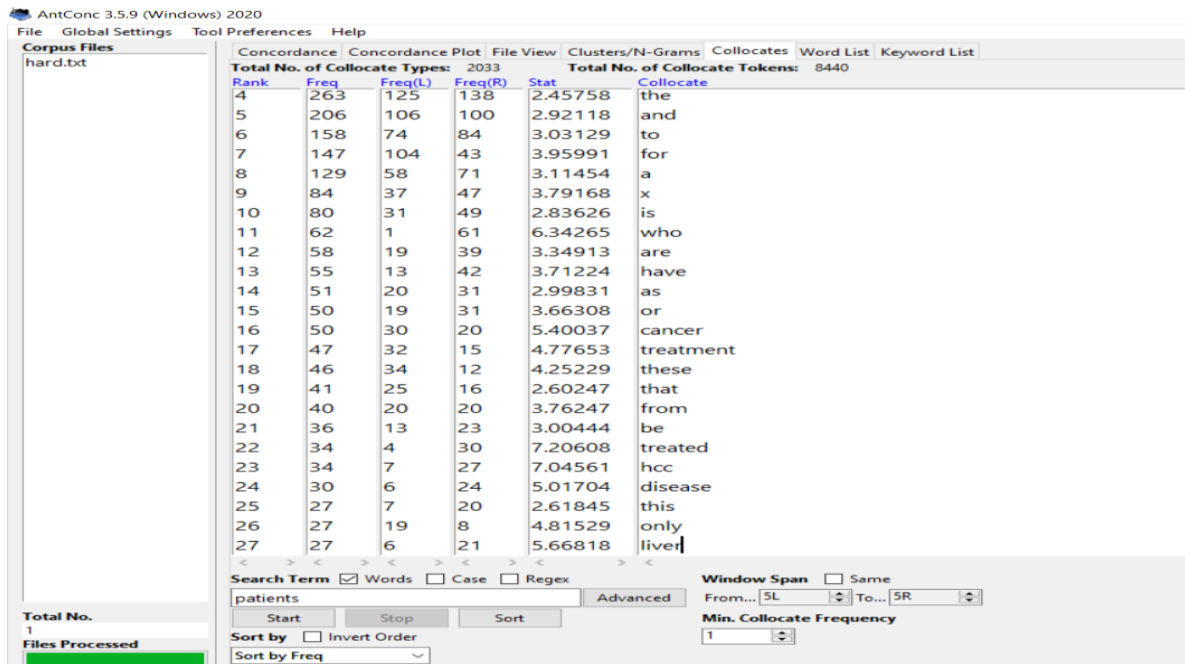 AntConc 3.5.9 (Windows) 2020
File Global Settings Tool Preferences Help
Corpus Files
hard.txt
Concordance Concordance Plot File View Clusters/N-Grams Collocates Word List Keyword List
Total No. of Collocate Types: 2033 Total No. of Collocate Tokens: 8440
Rank Freq Freq(L) Freq(R) Stat Collocate
4 263 125 138 2.45758 the
5 206 106 100 2.92118 and
6 158 74 84 3.03129 to
7 147 104 43 3.95991 for
8 129 58 71 3.11454 a
9 84 37 47 3.79168 x
10 80 31 49 2.83626 is
11 62 1 61 6.34265 who
12 58 19 39 3.34913 are
13 55 13 42 3.71224 have
14 51 20 31 2.99831 as
15 50 19 31 3.66308 or
16 50 30 20 5.40037 cancer
17 47 32 15 4.77653 treatment
18 46 34 12 4.25229 these
19 41 25 16 2.60247 that
20 40 20 20 3.76247 from
21 36 13 23 3.00444 be
22 34 4 30 7.20608 treated
23 34 7 27 7.04561 hcc
24 30 6 24 5.01704 disease
25 27 7 20 2.61845 this
26 27 19 8 4.81529 only
27 27 6 21 5.66818 liver
Search Term Words Case Regex Window Span Same
patients Advanced From... 5L To... 5R
Start Stop Sort Min. Collocate Frequency
Sort by Invert Order 1
Sort by Freq
Total No.
1
Files Processed